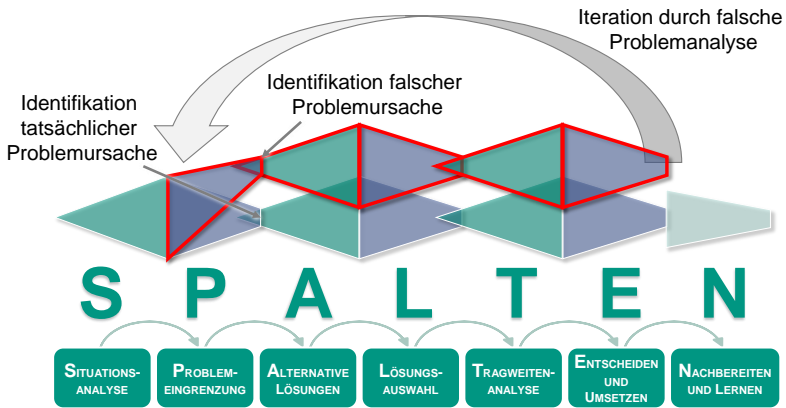 Iteration durch falsche
Problemanalyse
Identifikation falscher
Problemursache
Identifikation
tatsächlicher
Problemursache
S P A L T E N
SITUATIONS-
ANALYSE
PROBLEM-
EINGRENZUNG
ALTERNATIVE
LÖSUNGEN
LÖSUNGS-
AUSWAHL
TRAGWEITEN-
ANALYSE
ENTSCHEIDEN
UND
UMSETZEN
NACHBEREITEN
UND LERNEN